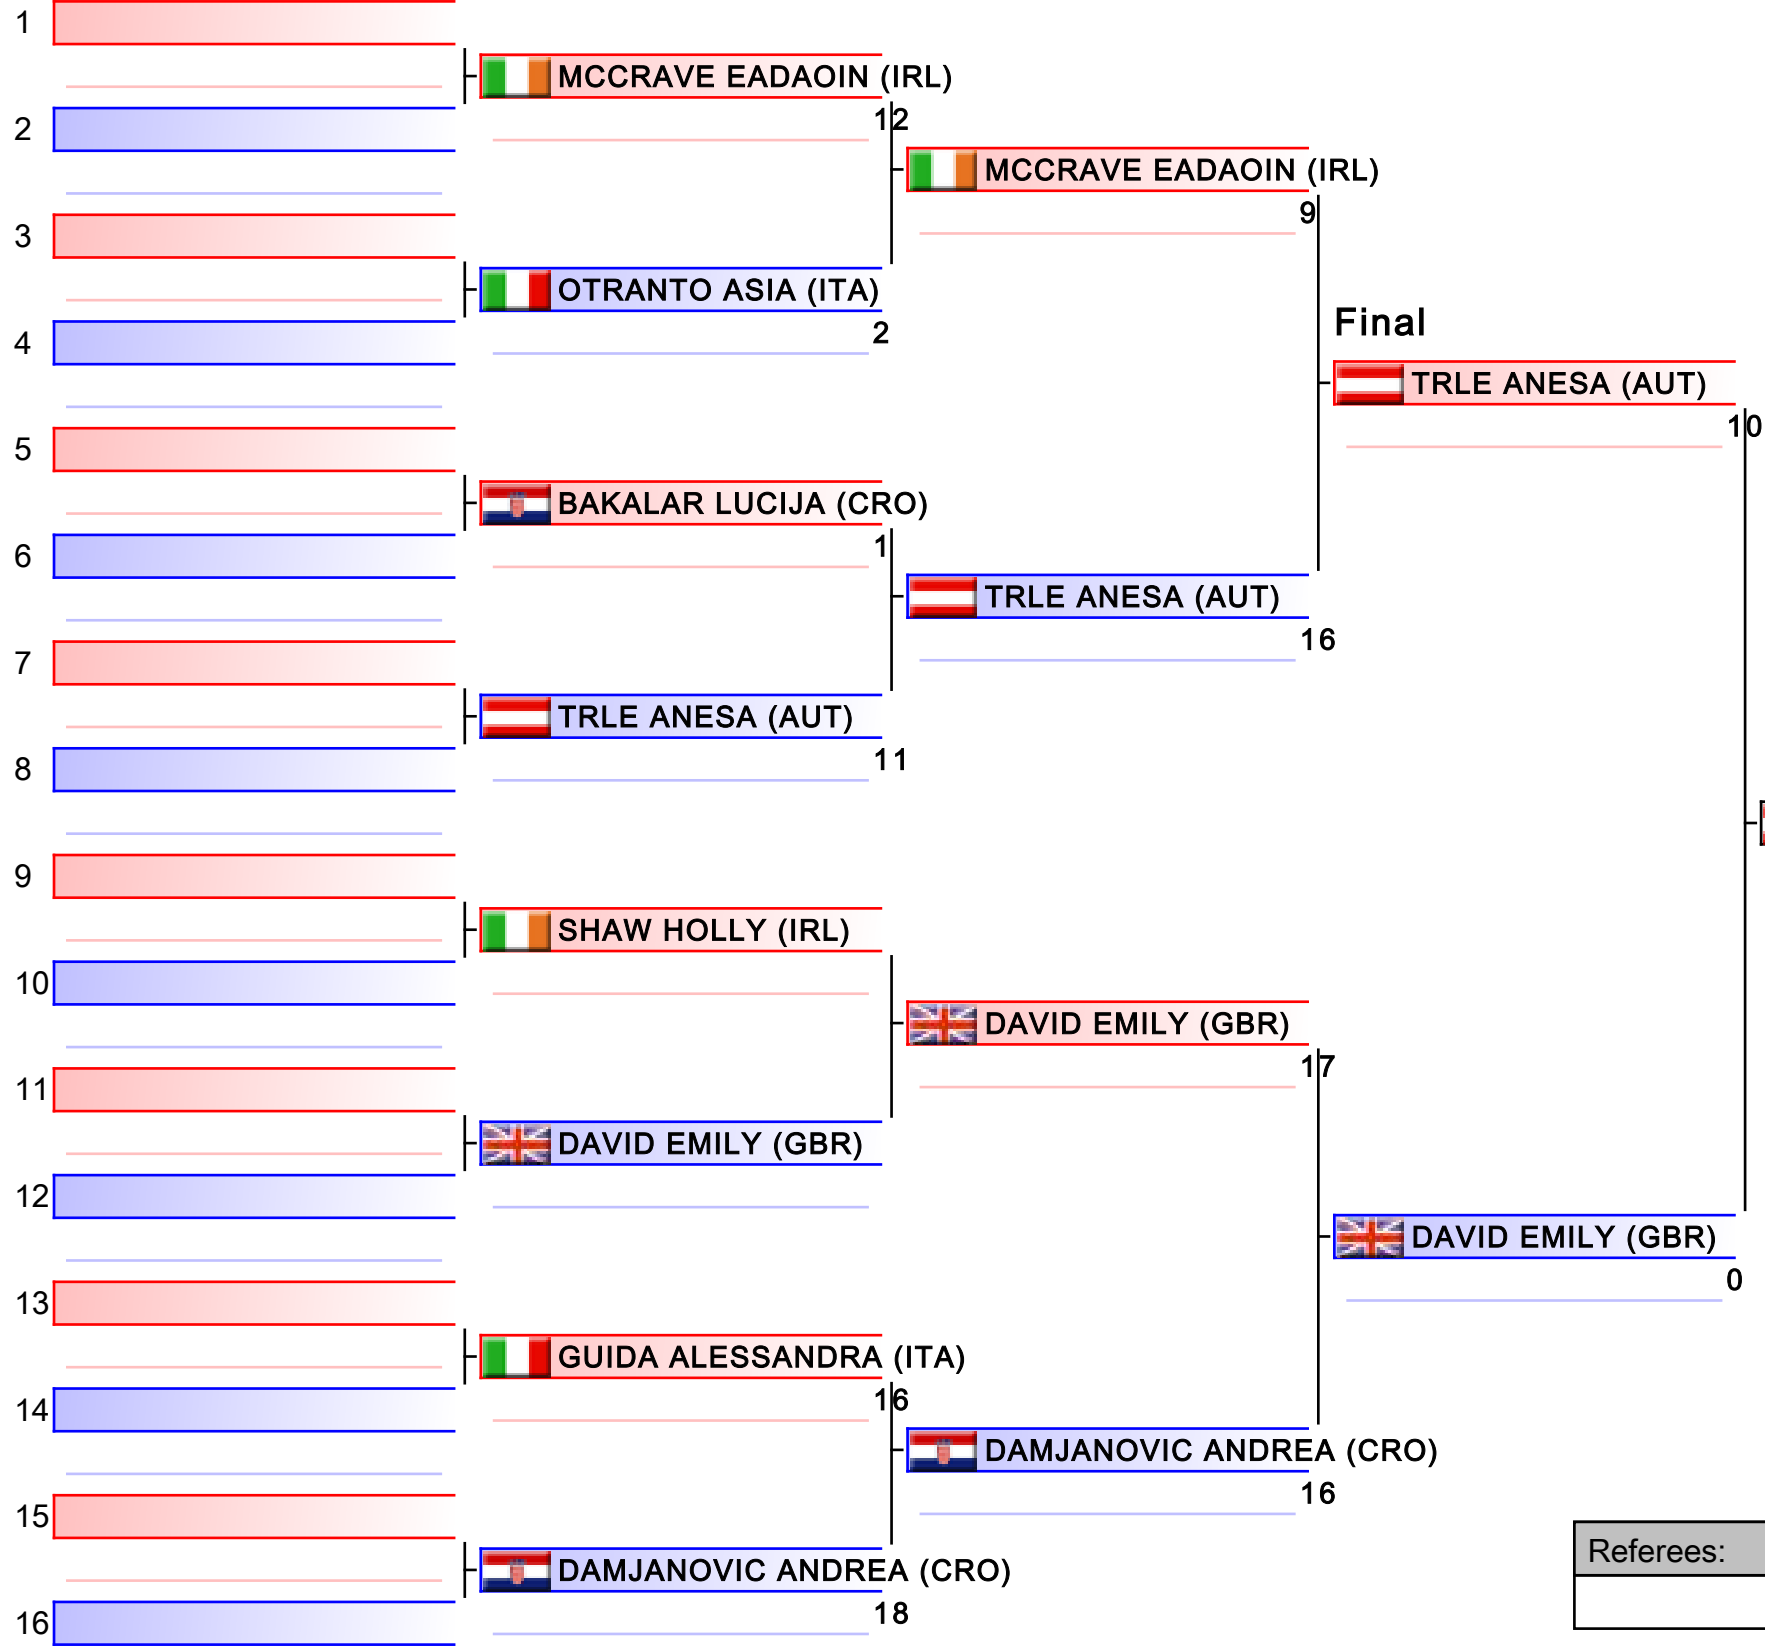 1
MCCRAVE EADAOIN (IRL)
12
2
MCCRAVE EADAOIN (IRL)
9
3
OTRANTO ASIA (ITA)
2
4
Final
TRLE ANESA (AUT)
10
5
BAKALAR LUCIJA (CRO)
1
6
TRLE ANESA (AUT)
16
7
TRLE ANESA (AUT)
11
8
9
SHAW HOLLY (IRL)
10
DAVID EMILY (GBR)
17
11
DAVID EMILY (GBR)
12
DAVID EMILY (GBR)
0
13
GUIDA ALESSANDRA (ITA)
16
14
DAMJANOVIC ANDREA (CRO)
16
15
DAMJANOVIC ANDREA (CRO)
18
16
Referees: